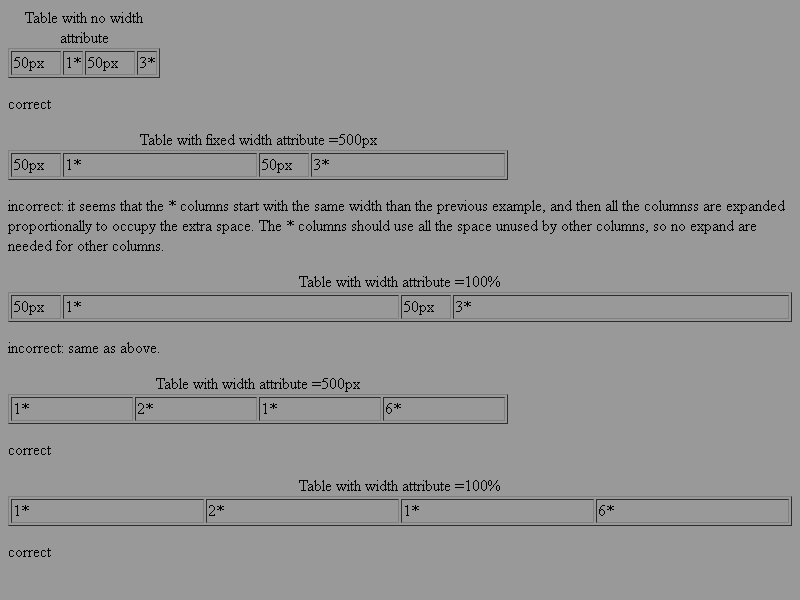 Table with no width
attribute
50px 1* 50px 3*
correct
Table with fixed width attribute =500px
50px 1* 50px 3*
incorrect: it seems that the * columns start with the same width than the previous example, and then all the columnss are expanded
proportionally to occupy the extra space. The * columns should use all the space unused by other columns, so no expand are
needed for other columns.
Table with width attribute =100%
50px 1* 50px 3*
incorrect: same as above.
Table with width attribute =500px
1* 2* 1* 6*
correct
Table with width attribute =100%
1* 2* 1* 6*
correct